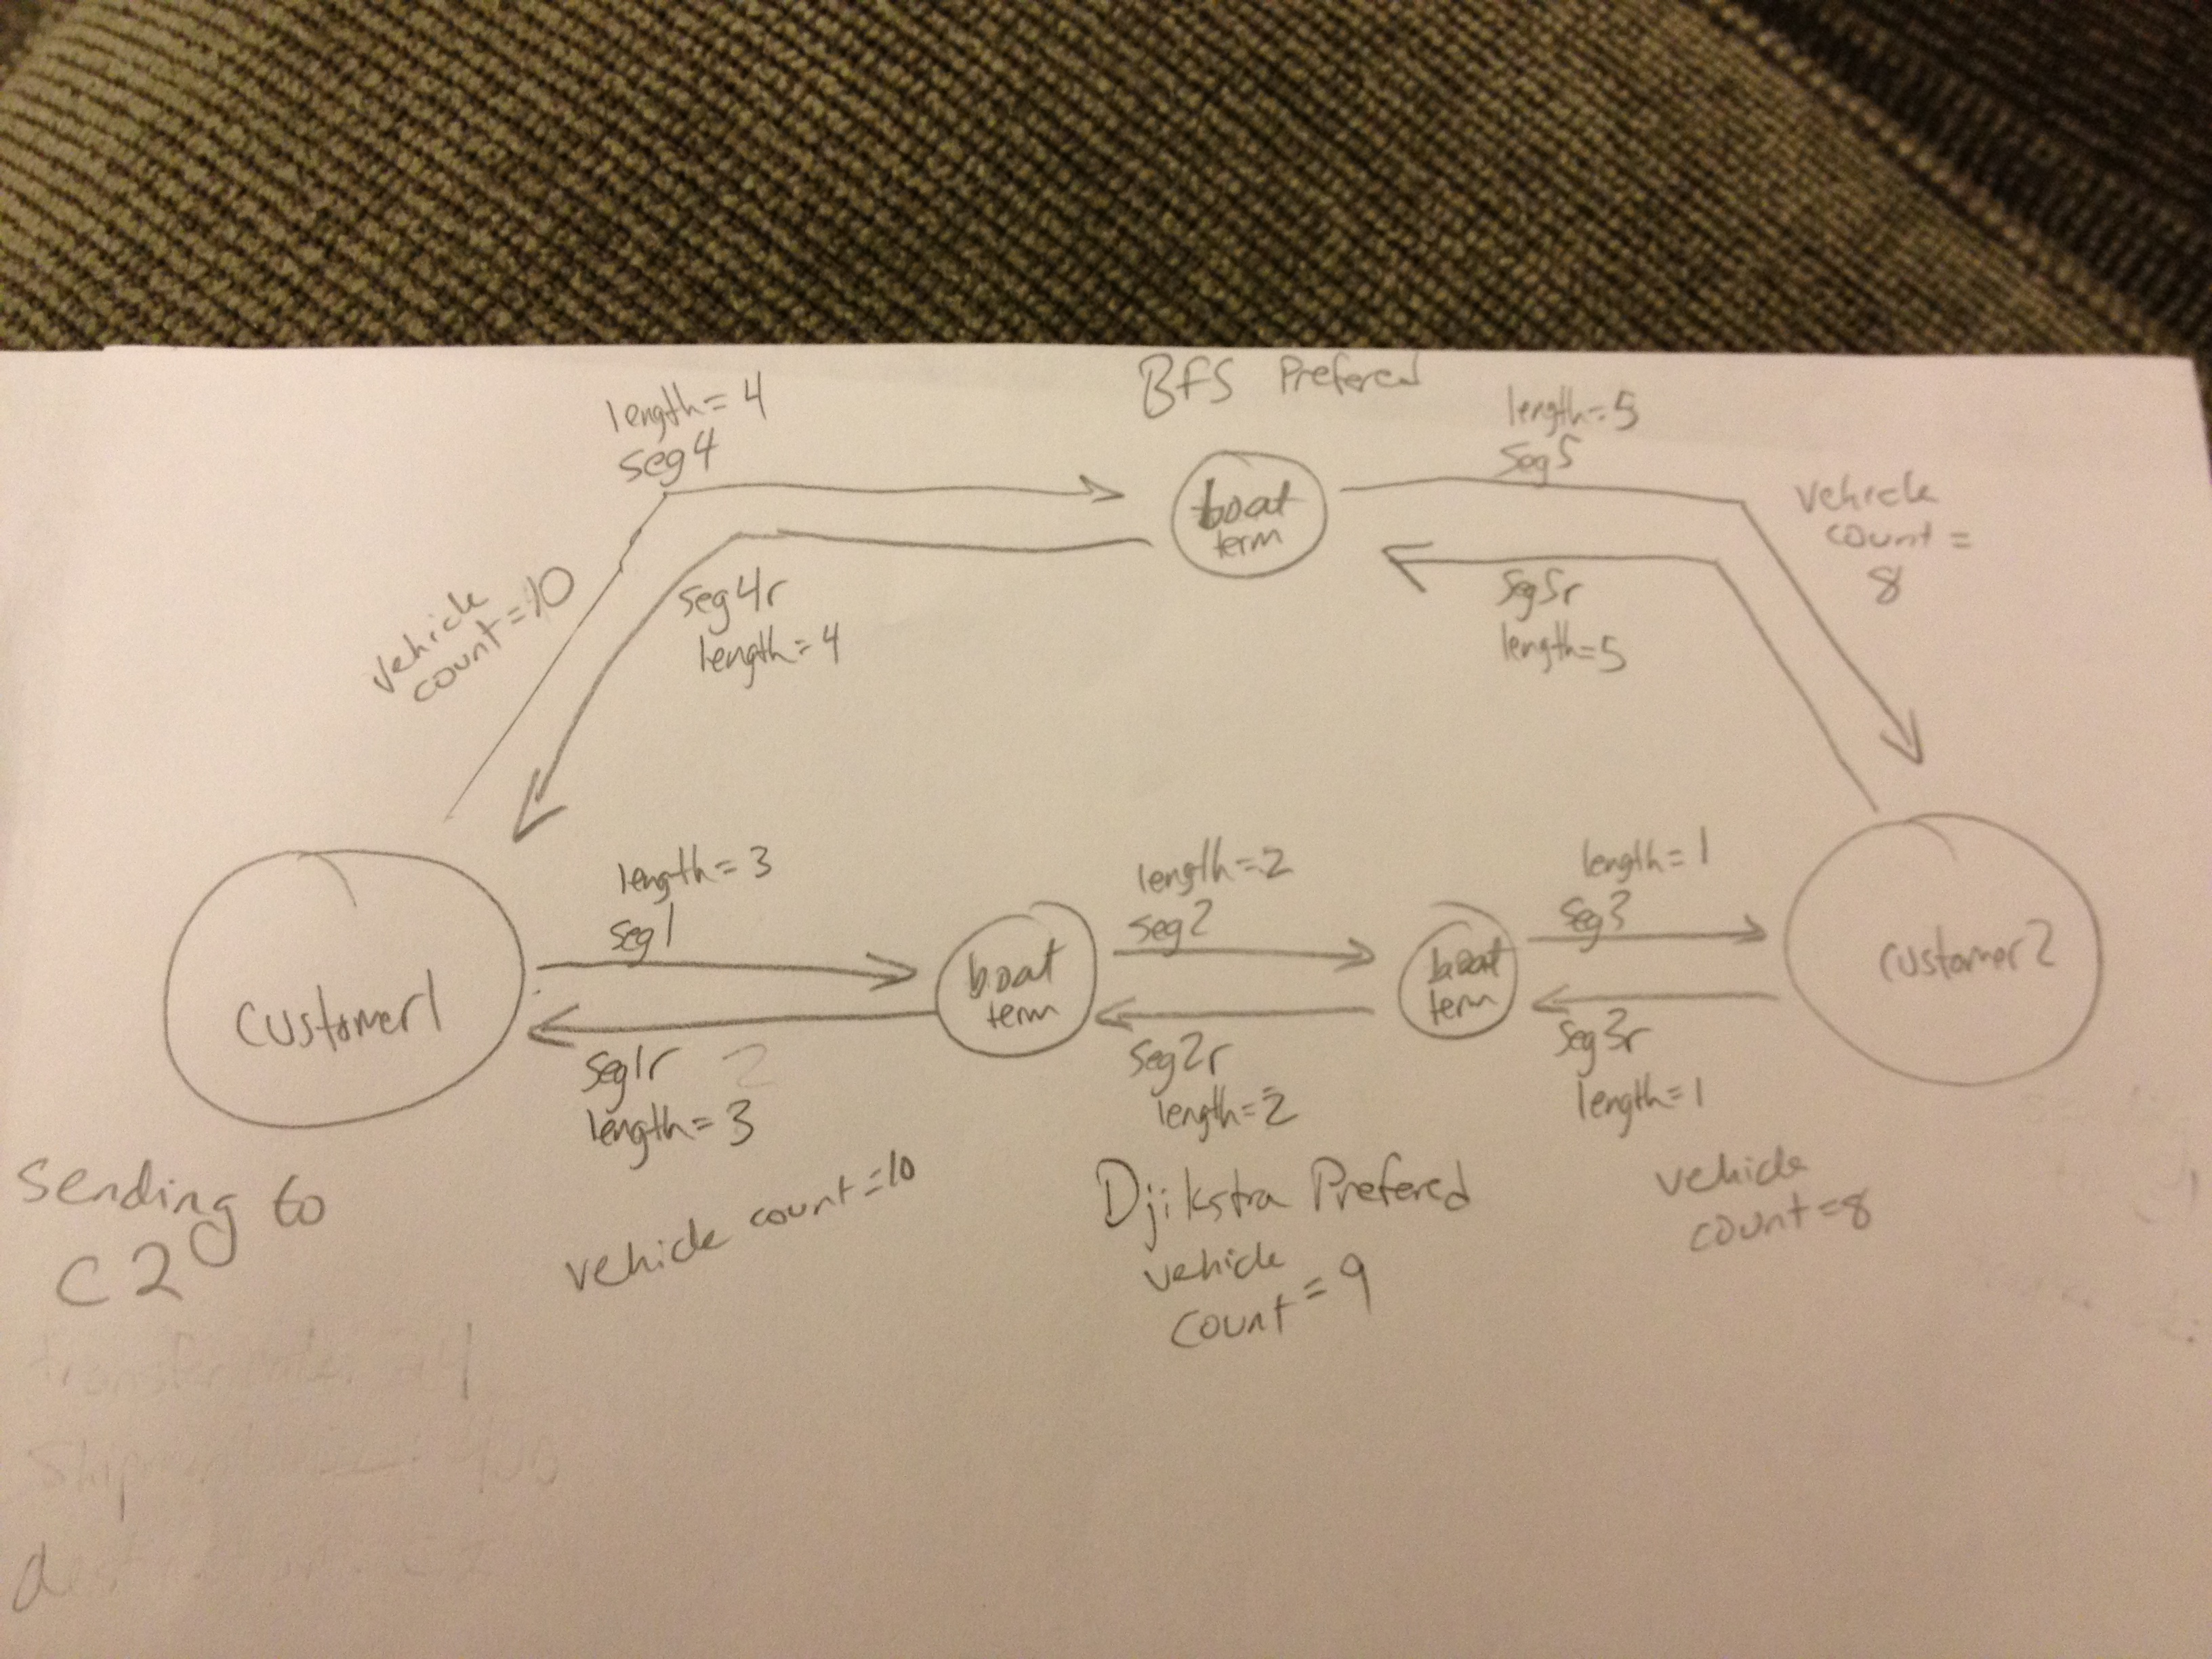 BFS Prefered
length=4
seg4
length=5
seg5
boat
term
vehicle
count=10
vehicle
count =
8
seg4r
length=4
seg5r
length=5
length=3
seg1
length=2
seg2
length=1
seg3
customer1
boat
term
boat
term
customer2
seg1r 2
length=3
seg2r
length=2
seg3r
length=1
sending to
C2
vehicle count=10
Djikstra Prefered
vehicle
count = 9
vehicle
count=8